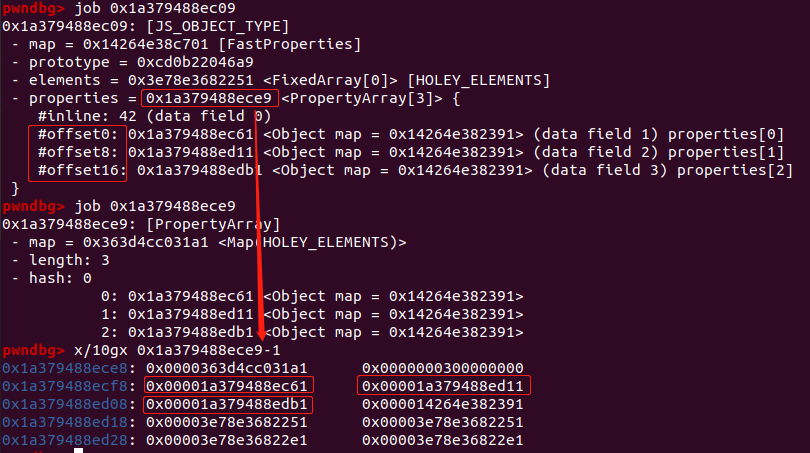 pwndbg> job 0x1a379488ec09
0x1a379488ec09: [JS_OBJECT_TYPE]
- map = 0x14264e38c701 [FastProperties]
- prototype = 0xcd0b22046a9
- elements = 0x3e78e3682251 <FixedArray[0]> [HOLEY_ELEMENTS]
- properties = 0x1a379488ece9 <PropertyArray[3]> {
#inline: 42 (data field 0)
#offset0: 0x1a379488ec61 <Object map = 0x14264e382391> (data field 1) properties[0]
#offset8: 0x1a379488ed11 <Object map = 0x14264e382391> (data field 2) properties[1]
#offset16: 0x1a379488edb1 <Object map = 0x14264e382391> (data field 3) properties[2]
}
pwndbg> job 0x1a379488ece9
0x1a379488ece9: [PropertyArray]
- map = 0x363d4cc031a1 <Map(HOLEY_ELEMENTS)>
- length: 3
- hash: 0
0: 0x1a379488ec61 <Object map = 0x14264e382391>
1: 0x1a379488ed11 <Object map = 0x14264e382391>
2: 0x1a379488edb1 <Object map = 0x14264e382391>
pwndbg> x/10gx 0x1a379488ece9-1
0x1a379488ece8: 0x0000363d4cc031a1 0x0000000300000000
0x1a379488ecf8: 0x00001a379488ec61 0x00001a379488ed11
0x1a379488ed08: 0x00001a379488edb1 0x000014264e382391
0x1a379488ed18: 0x00003e78e3682251 0x00003e78e3682251
0x1a379488ed28: 0x00003e78e36822e1 0x00003e78e36822e1